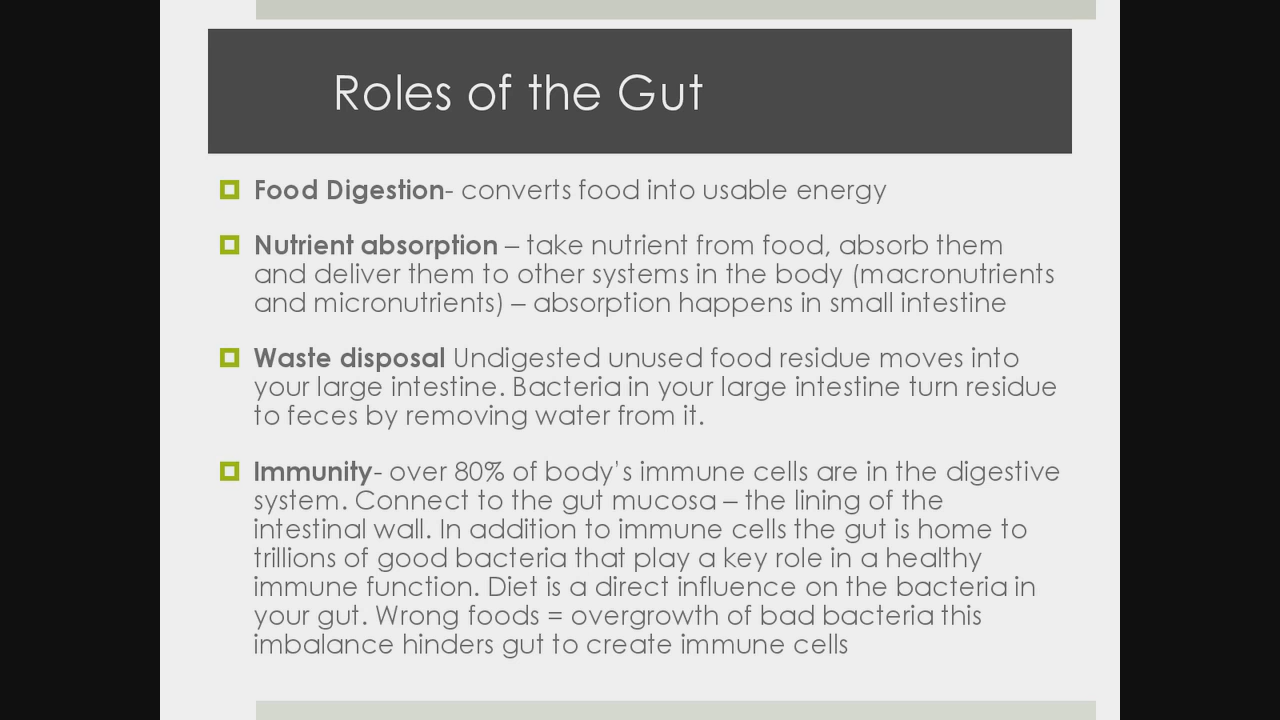 Roles of the Gut
Food Digestion- converts food into usable energy
Nutrient absorption – take nutrient from food, absorb them
and deliver them to other systems in the body (macronutrients
and micronutrients) – absorption happens in small intestine
Waste disposal Undigested unused food residue moves into
your large intestine. Bacteria in your large intestine turn residue
to feces by removing water from it.
Immunity- over 80% of body's immune cells are in the digestive
system. Connect to the gut mucosa – the lining of the
intestinal wall. In addition to immune cells the gut is home to
trillions of good bacteria that play a key role in a healthy
immune function. Diet is a direct influence on the bacteria in
your gut. Wrong foods = overgrowth of bad bacteria this
imbalance hinders gut to create immune cells